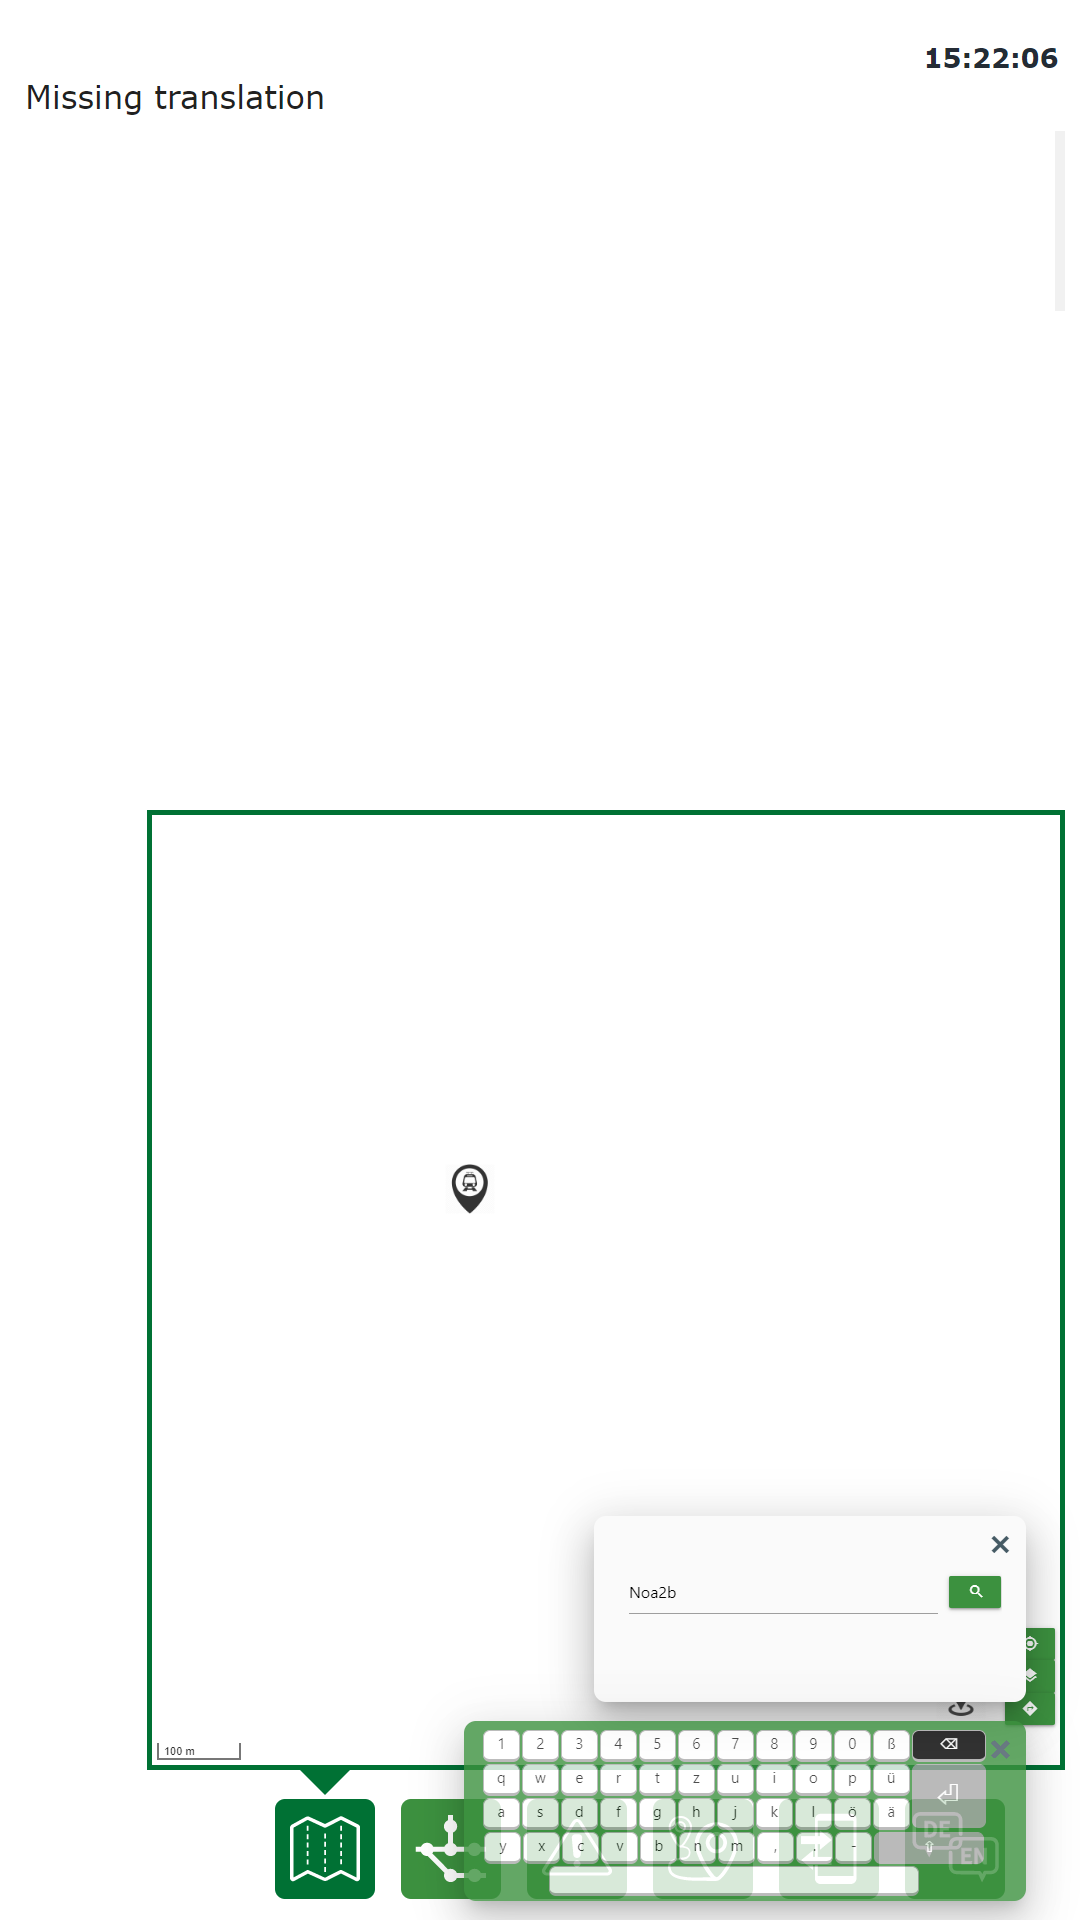 15:22:06
Missing translation
Noa2b
100 m
1 2 3 4 5 6 7 8 9 0 ß ⌫
q w e r t z u i o p ü
a s d f g h j k l ö ä
y x c v b n m , . -
DE
EN